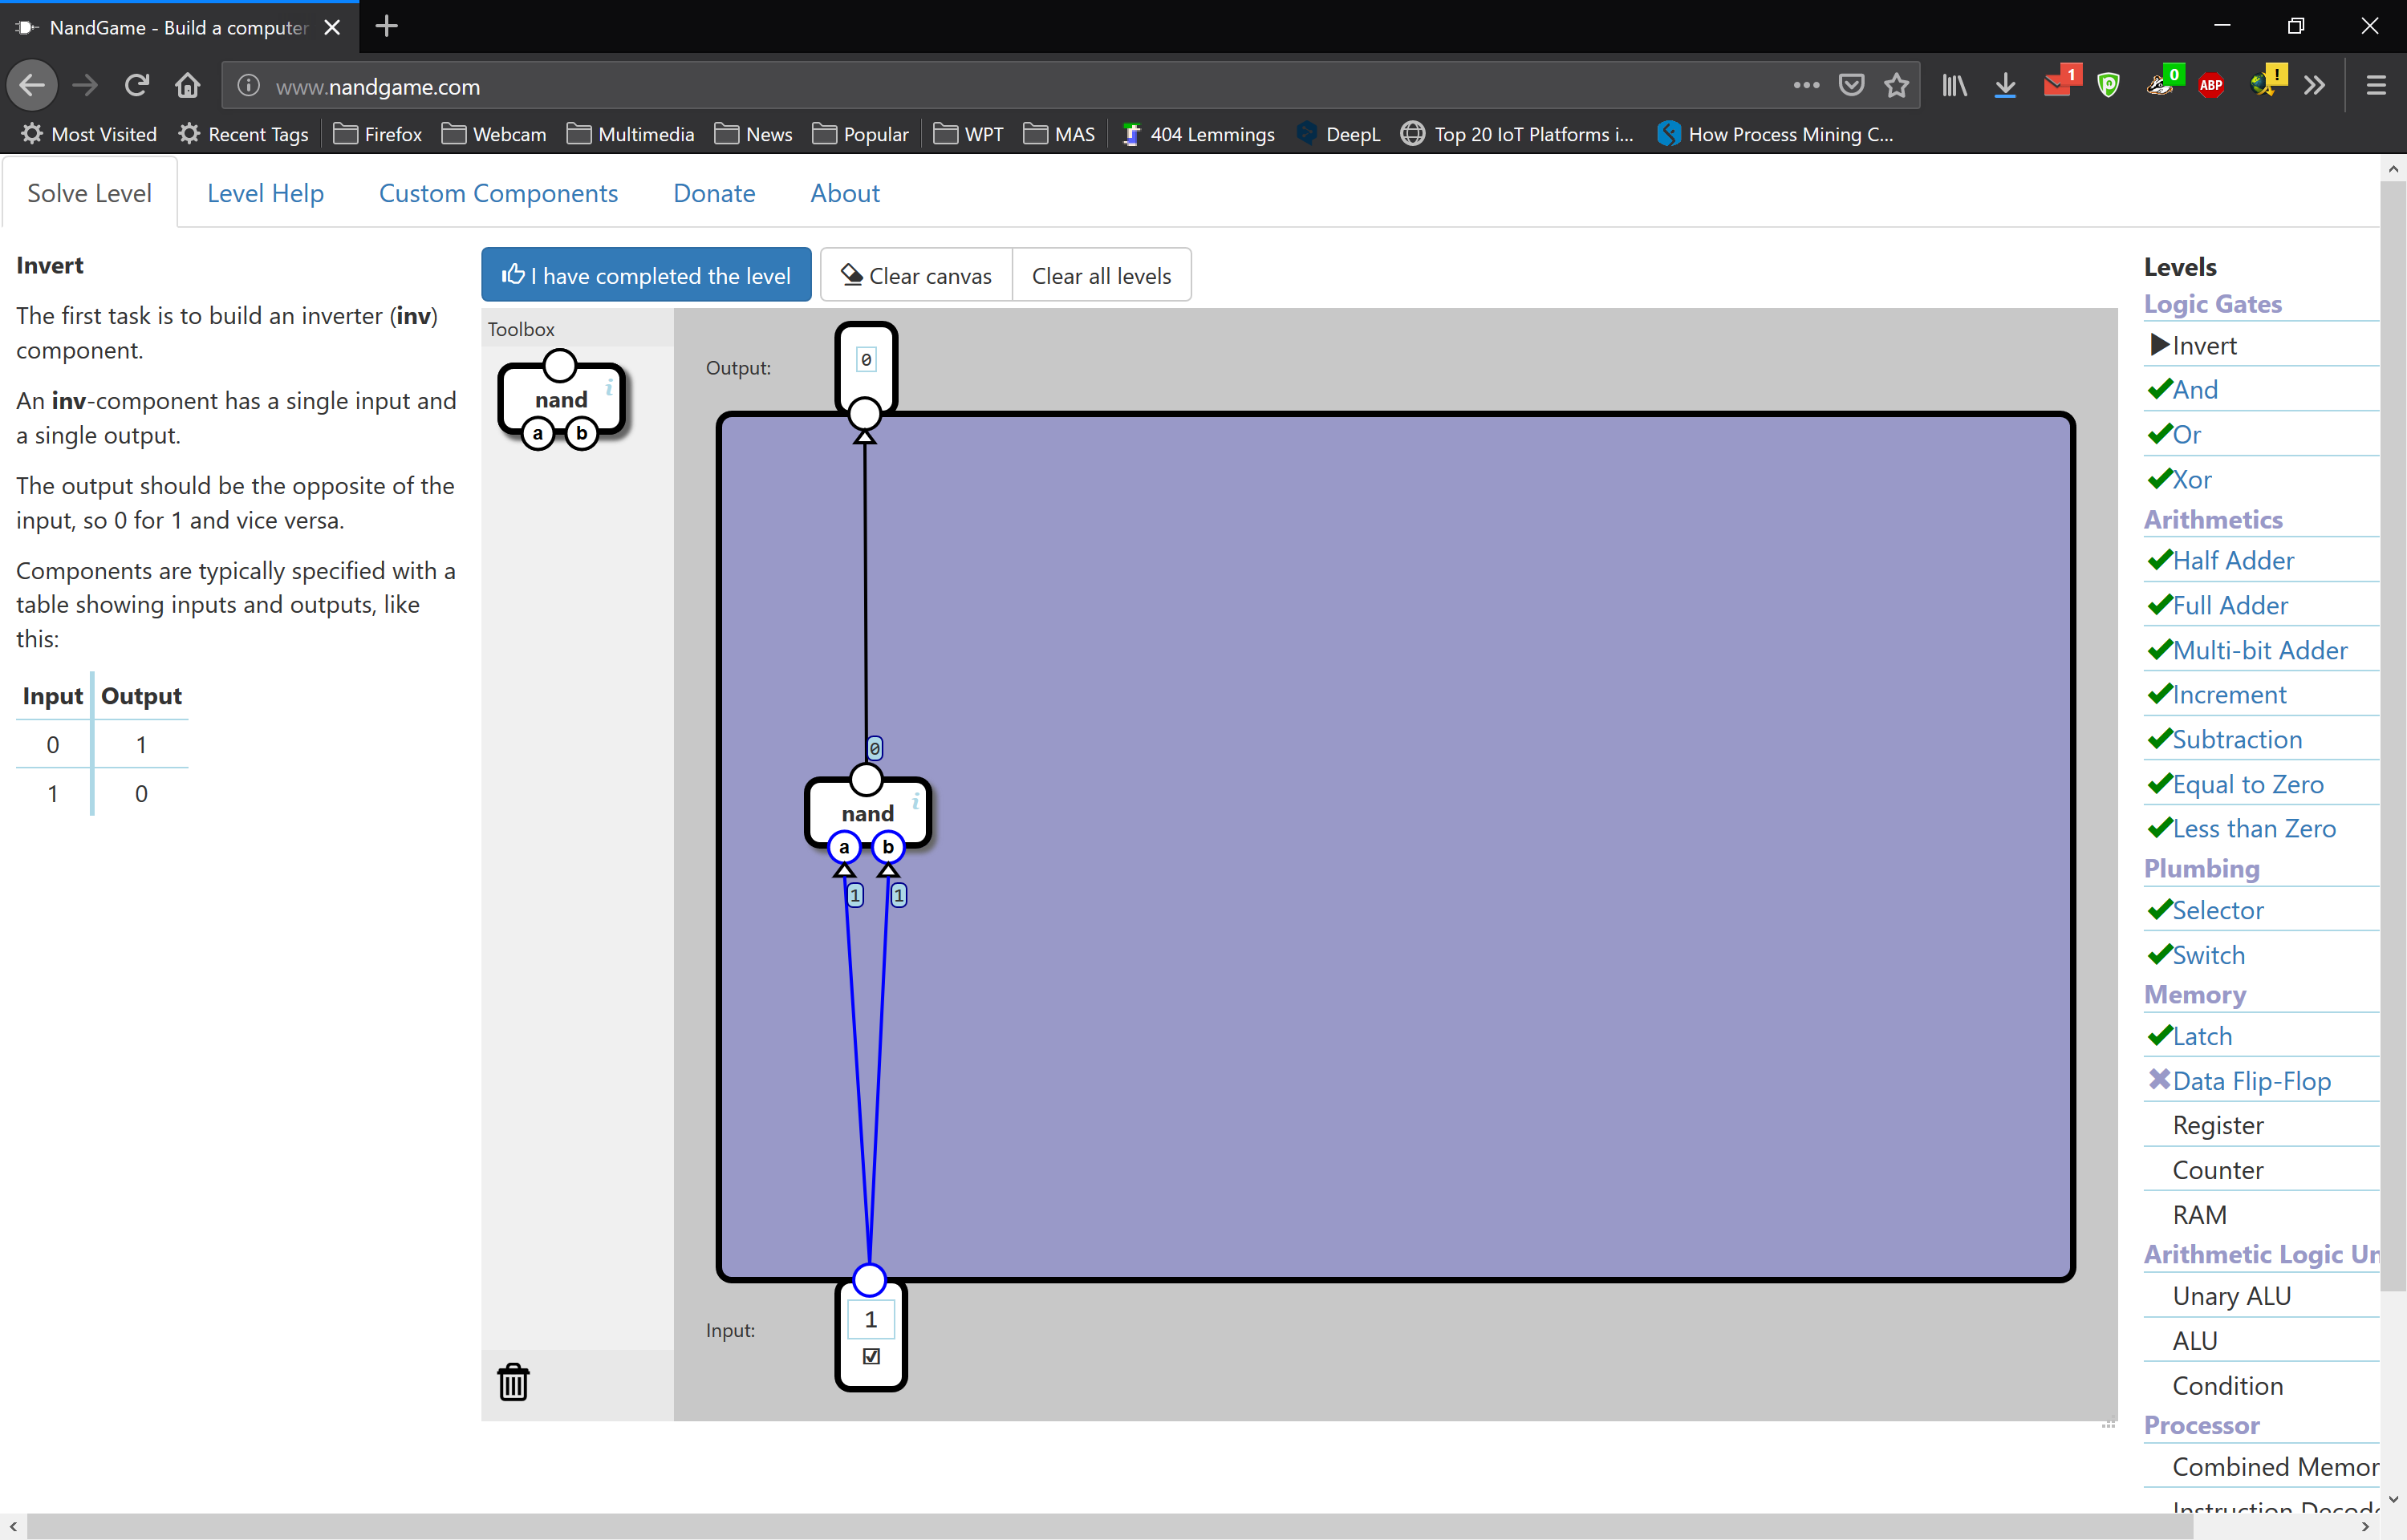 NandGame - Build a computer
www.nandgame.com
1
0
ABP
!
Most Visited
Recent Tags
Firefox
Webcam
Multimedia
News
Popular
WPT
MAS
404 Lemmings
DeepL
Top 20 IoT Platforms i...
How Process Mining C...
Solve Level
Level Help
Custom Components
Donate
About
Invert
The first task is to build an inverter (inv)
component.
An inv-component has a single input and
a single output.
The output should be the opposite of the
input, so 0 for 1 and vice versa.
Components are typically specified with a
table showing inputs and outputs, like
this:
Input Output
0 1
1 0
I have completed the level
Clear canvas
Clear all levels
Toolbox
nand i
a b
Output:
0
0
nand i
a b
1 1
Input:
1
Levels
Logic Gates
Invert
And
Or
Xor
Arithmetics
Half Adder
Full Adder
Multi-bit Adder
Increment
Subtraction
Equal to Zero
Less than Zero
Plumbing
Selector
Switch
Memory
Latch
Data Flip-Flop
Register
Counter
RAM
Arithmetic Logic Un
Unary ALU
ALU
Condition
Processor
Combined Memor
Instruction Decod